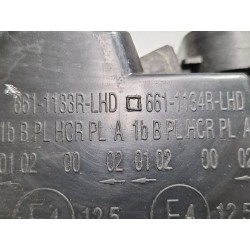 661-1183R-LHD 661-1184R-LHD
1b B PL HCR PL A 1b B PL HCR PL A
01 02 00 02 01 02 00 02
E4 12.5 E4 12.5